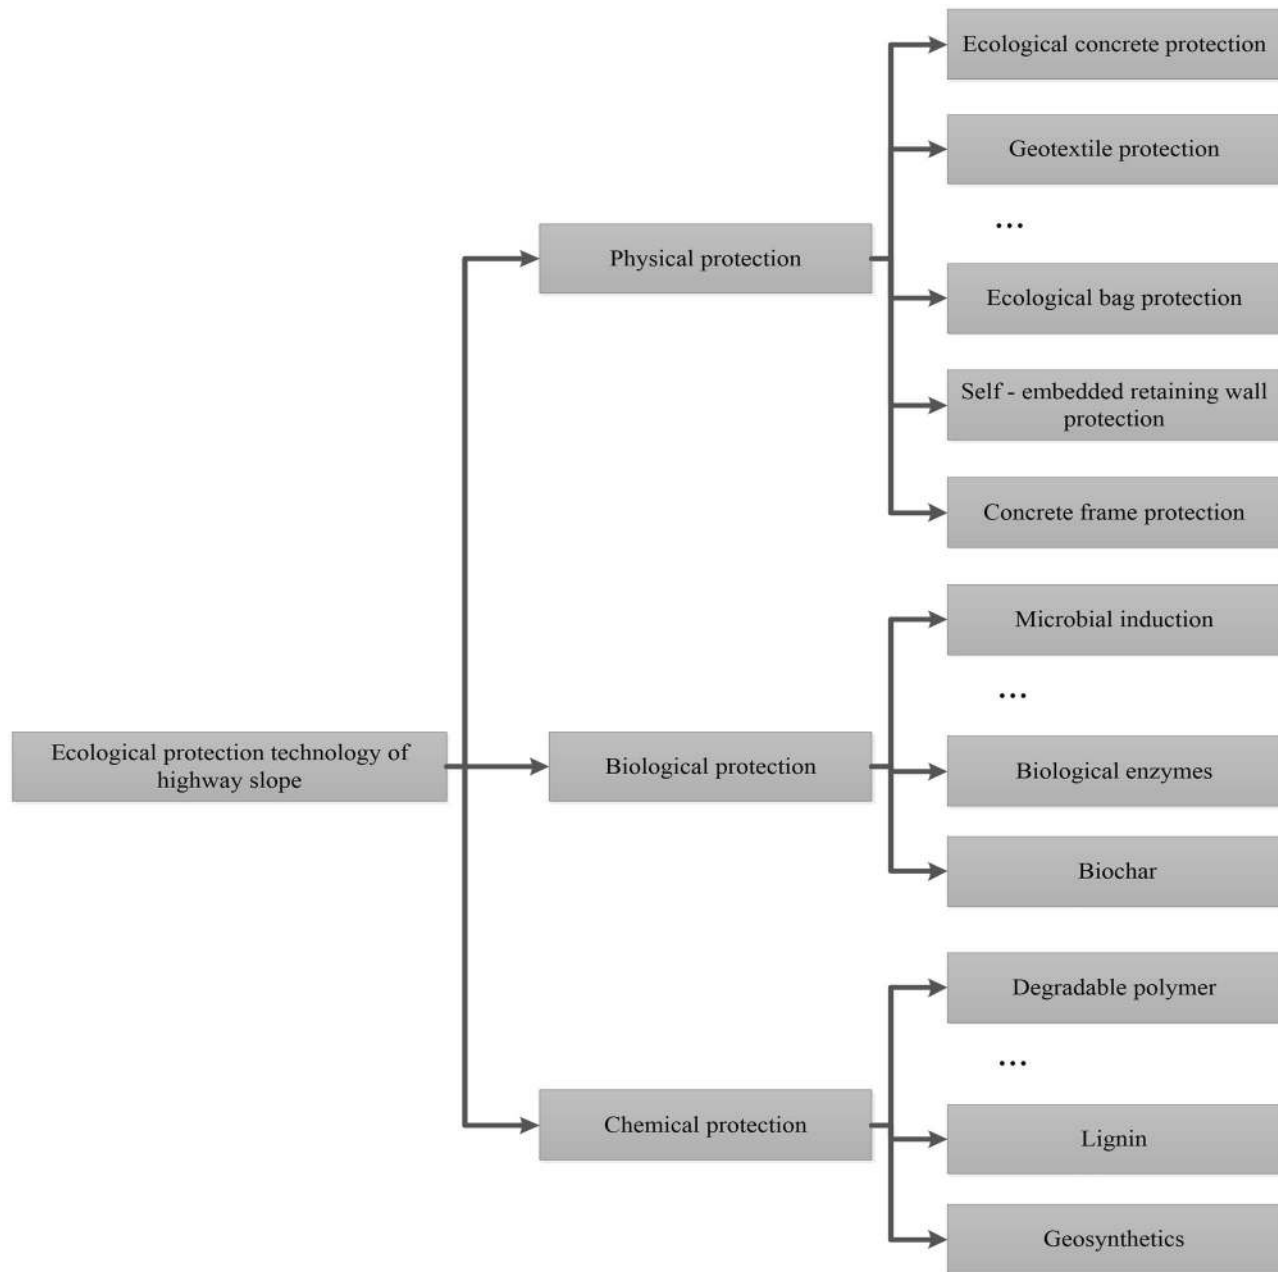 Ecological protection technology of
highway slope
Physical protection
Ecological concrete protection
Geotextile protection
...
Ecological bag protection
Self - embedded retaining wall
protection
Concrete frame protection
Biological protection
Microbial induction
...
Biological enzymes
Biochar
Chemical protection
Degradable polymer
...
Lignin
Geosynthetics